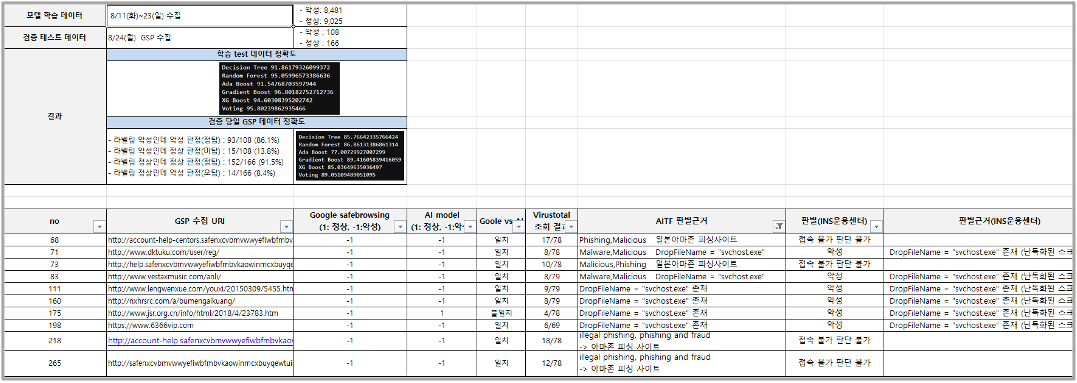 모델 학습 데이터
8/11(화)~23(일) 수집
- 악성: 8,481
- 정상: 9,025
검증 테스트 데이터
8/24(월) GSP 수집
- 악성 : 108
- 정상 : 166
결과
학습 test 데이터 정확도
Decision Tree 91.86179326099372
Random Forest 95.05996573386636
Ada Boost 91.54768703597944
Gradient Boost 96.80182752712736
XG Boost 94.60308395202742
Voting 95.80239862935466
검증 당일 GSP 데이터 정확도
- 라벨링 악성인데 악성 판정(정탐) : 93/108 (86.1%)
- 라벨링 악성인데 정상 판정(미탐) : 15/108 (13.8%)
- 라벨링 정상인데 정상 판정(정탐) : 152/166 (91.5%)
- 라벨링 정상인데 악성 판정(오탐) : 14/166 (8.4%)
Decision Tree 85.76642335766424
Random Forest 86.86131386861314
Ada Boost 77.00729927007299
Gradient Boost 89.41605839416059
XG Boost 85.03649635036497
Voting 89.05109489051095
no
GSP 수집 URI
Google safebrowsing
(1: 정상, -1:악성)
AI model
(1: 정상, -1:악성
Goole vs
Virustotal
조회 결
AITF 판별근거
판별(INS운용센터)
판별근거(INS운용센터)
68 http://account-help-centors.safenxcvbmvwwyefiwbfmbv -1 -1 일치 17/78 Phishing,Malicious 일본아마존 피싱사이트 접속 불가 판단 불가
71 http://www.dktuku.com/user/reg/ -1 -1 일치 8/78 Malware,Malicious DropFileName = "svchost.exe" 악성 DropFileName = "svchost.exe" 존재 (난독화된 스크
73 http://safenxcvbmvwwyefiwbfmbvkaowinmcxbuyqe -1 -1 일치 10/78 Malicious,Phishing 일본아마존 피싱사이트 접속 불가 판단 불가
83 http://www.vestaxmusic.com/anli/ -1 -1 일치 8/79 Malware,Malicious DropFileName = "svchost.exe" 악성 DropFileName = "svchost.exe" 존재 (난독화된 스크
111 http://www.lengwenxue.com/youxi/20150309/5455.htm -1 -1 일치 9/79 DropFileName = "svchost.exe" 존재 악성 DropFileName = "svchost.exe" 존재 (난독화된 스크
160 http://nxhrsrc.com/a/bumengaikuang/ -1 -1 일치 8/79 DropFileName = "svchost.exe" 존재 악성 DropFileName = "svchost.exe" 존재 (난독화된 스크
175 http://www.jsr.org.cn/info/html/2018/4/23783.htm -1 1 불일치 4/78 DropFileName = "svchost.exe" 존재 악성 DropFileName = "svchost.exe" 존재 (난독화된 스크
198 https://www.6366vip.com -1 -1 일치 6/69 DropFileName = "svchost.exe" 존재 악성 DropFileName = "svchost.exe" 존재 (난독화된 스크
218 http://account-help.safenxcvbmvwwyefiwbfmbvkaov -1 -1 일치 18/78 illegal phishing, phishing and fraud
-> 아마존 피싱 사이트 접속 불가 판단 불가
265 http://safenxcvbmvwwyefiwbfmbvkaowinmcxbuyqewtui -1 -1 일치 12/78 illegal phishing, phishing and fraud
-> 아마존 피싱 사이트 접속 불가 판단 불가